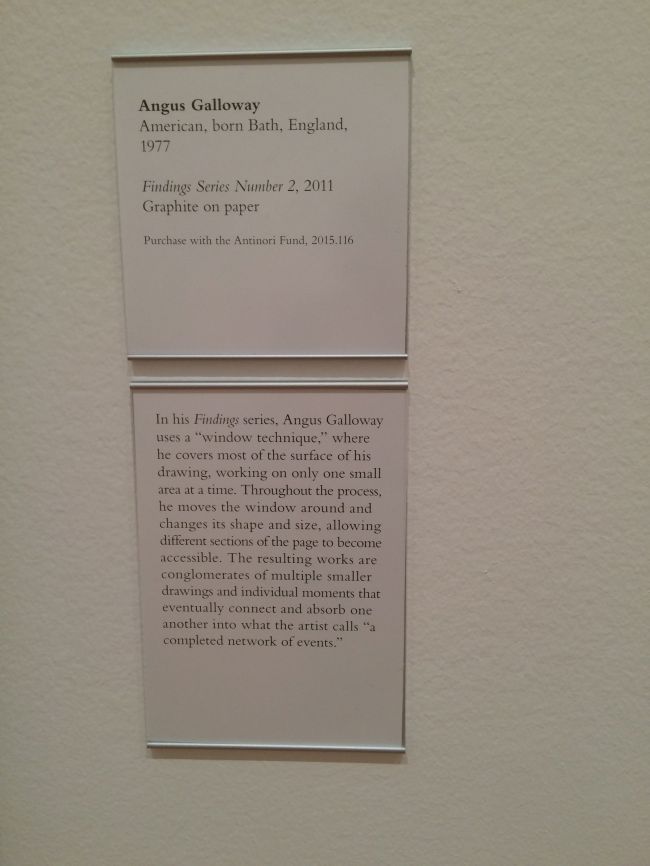 Angus Galloway
American, born Bath, England,
1977
Findings Series Number 2, 2011
Graphite on paper
Purchase with the Antinori Fund, 2015.116
In his Findings series, Angus Galloway
uses a “window technique,” where
he covers most of the surface of his
drawing, working on only one small
area at a time. Throughout the process,
he moves the window around and
changes its shape and size, allowing
different sections of the page to become
accessible. The resulting works are
conglomerates of multiple smaller
drawings and individual moments that
eventually connect and absorb one
another into what the artist calls “a
completed network of events.”